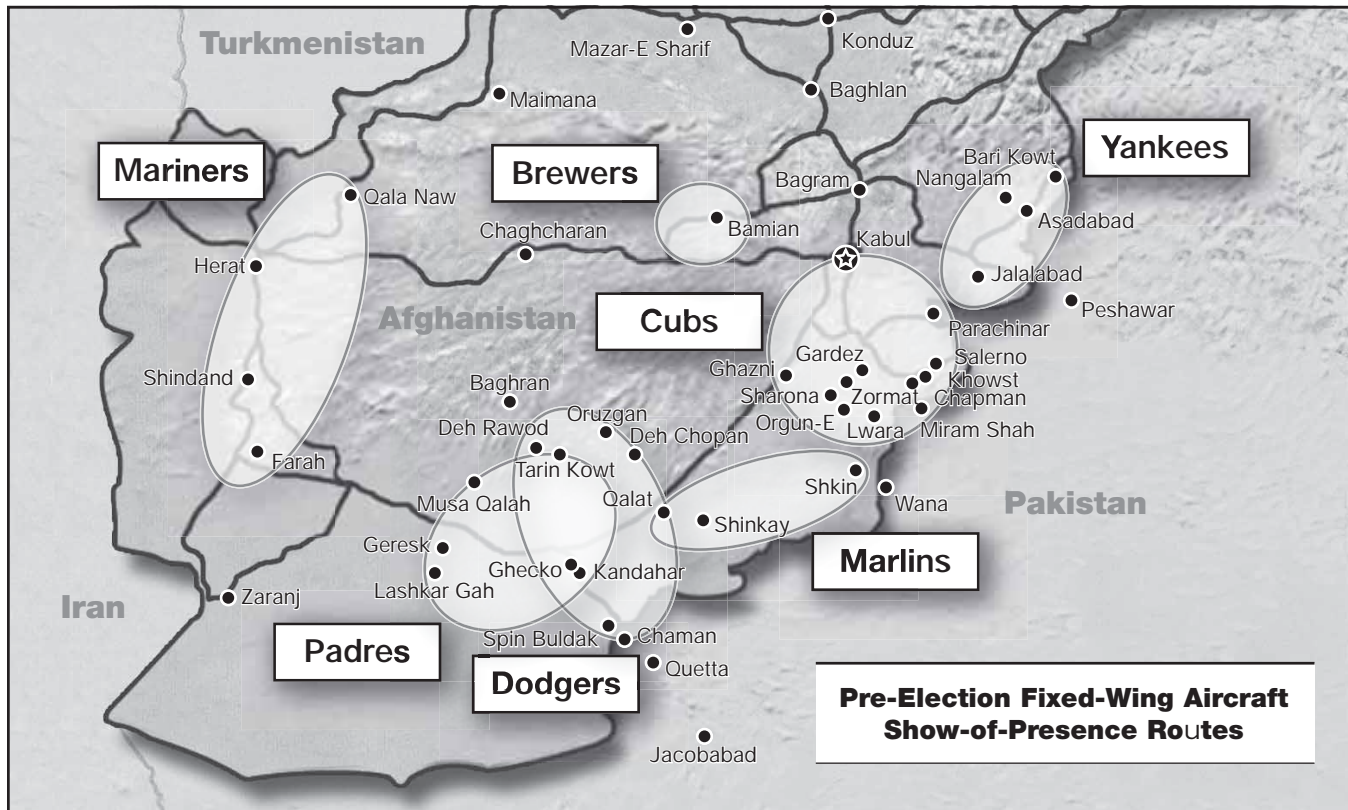 Turkmenistan
Mazar-E Sharif
Konduz
Maimana
Baghlan
Mariners
Brewers
Yankees
Bari Kowt
Nangalam
Qala Naw
Bagram
Asadabad
Bamian
Chaghcharan
Kabul
Herat
Jalalabad
Peshawar
Afghanistan
Cubs
Parachinar
Shindand
Ghazni
Gardez
Salerno
Khowst
Baghran
Sharona
Zormat
Chapman
Oruzgan
Orgun-E
Lwara
Miram Shah
Deh Rawod
Deh Chopan
Farah
Tarin Kowt
Musa Qalah
Qalat
Shkin
Wana
Pakistan
Shinkay
Geresk
Ghecko
Kandahar
Marlins
Lashkar Gah
Iran
Zaranj
Spin Buldak
Chaman
Padres
Quetta
Dodgers
Pre-Election Fixed-Wing Aircraft
Show-of-Presence Routes
Jacobabad